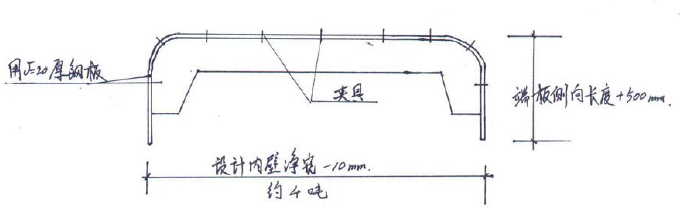 用δ=20厚钢板
夹具
端板侧向长度+500mm.
设计内壁净宽-10mm.
约4吨